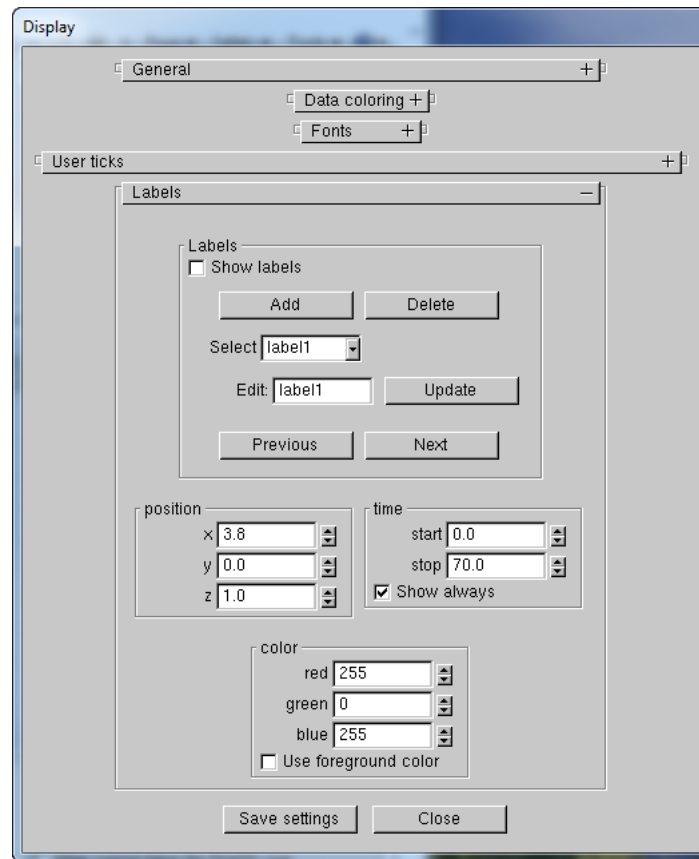 Display
General +
Data coloring +
Fonts +
User ticks +
Labels −
Labels
Show labels
Add Delete
Select label1
Edit: label1 Update
Previous Next
position time
x 3.8 start 0.0
y 0.0 stop 70.0
z 1.0 Show always
color
red 255
green 0
blue 255
Use foreground color
Save settings Close